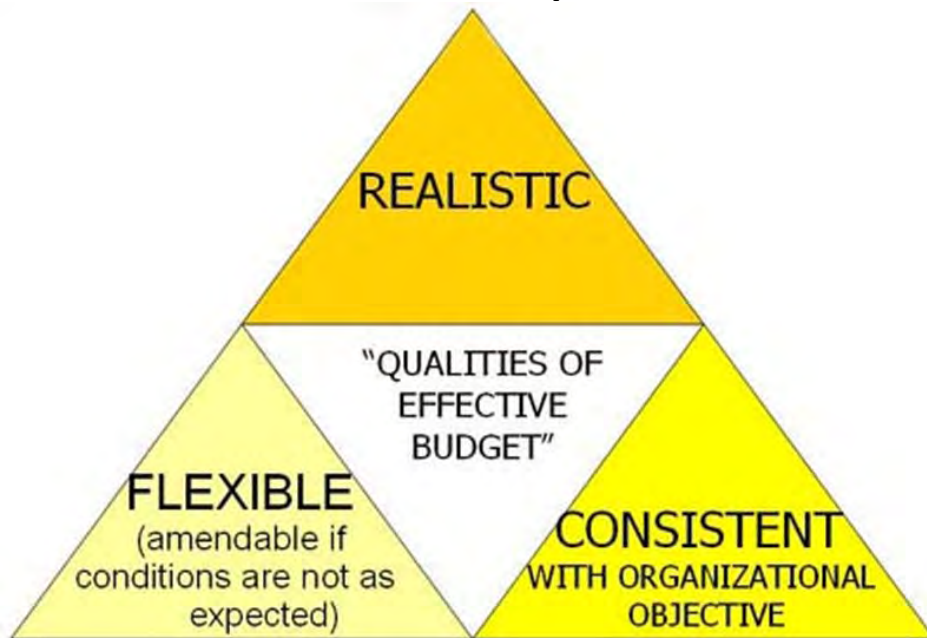 REALISTIC
"QUALITIES OF
EFFECTIVE
BUDGET"
FLEXIBLE
(amendable if
conditions are not as
expected)
CONSISTENT
WITH ORGANIZATIONAL
OBJECTIVE